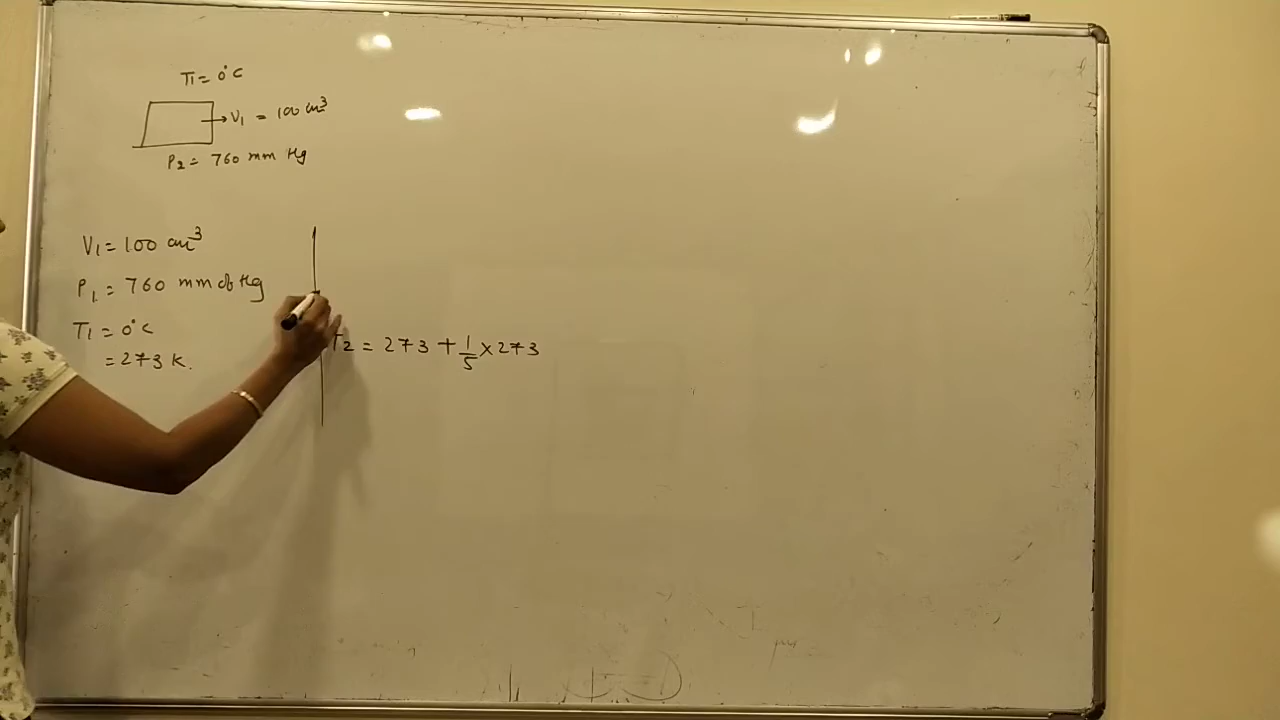 T1 = 0°C
V1 = 100 cm³
P2 = 760 mm Hg
V1 = 100 cm³
P1 = 760 mm of Hg
T1 = 0°C
= 273 K.
T2 = 273 + 1/5 × 273